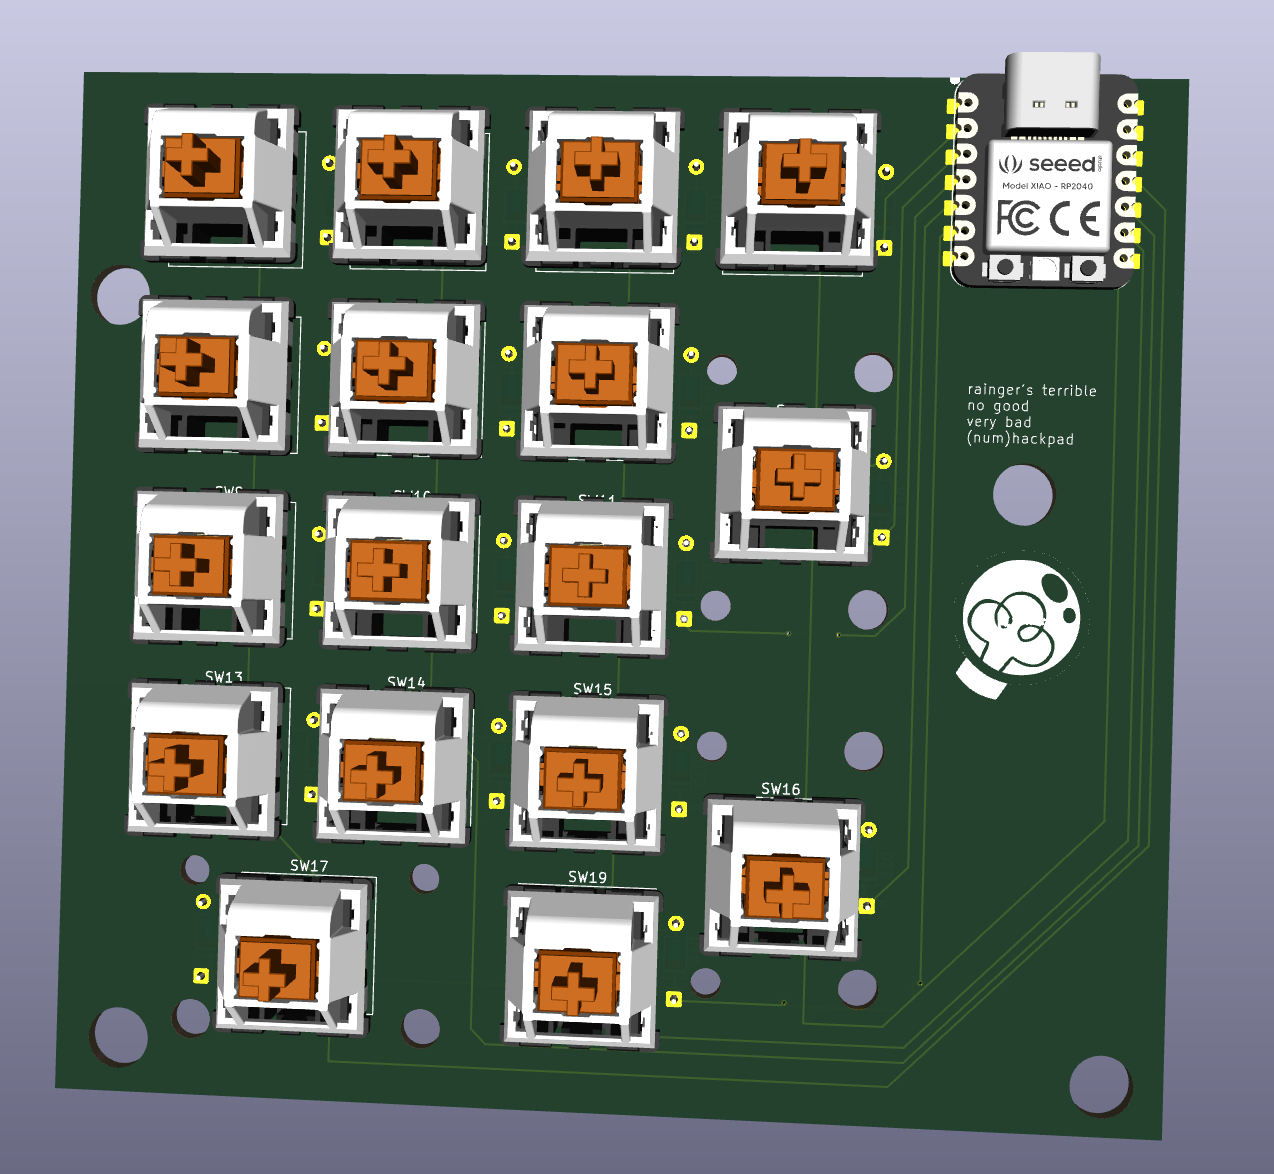 seeed
studio
Model XIAO - RP2040
FC CE
rainger's terrible
no good
very bad
(num)hackpad
SW13
SW14
SW15
SW16
SW17
SW19